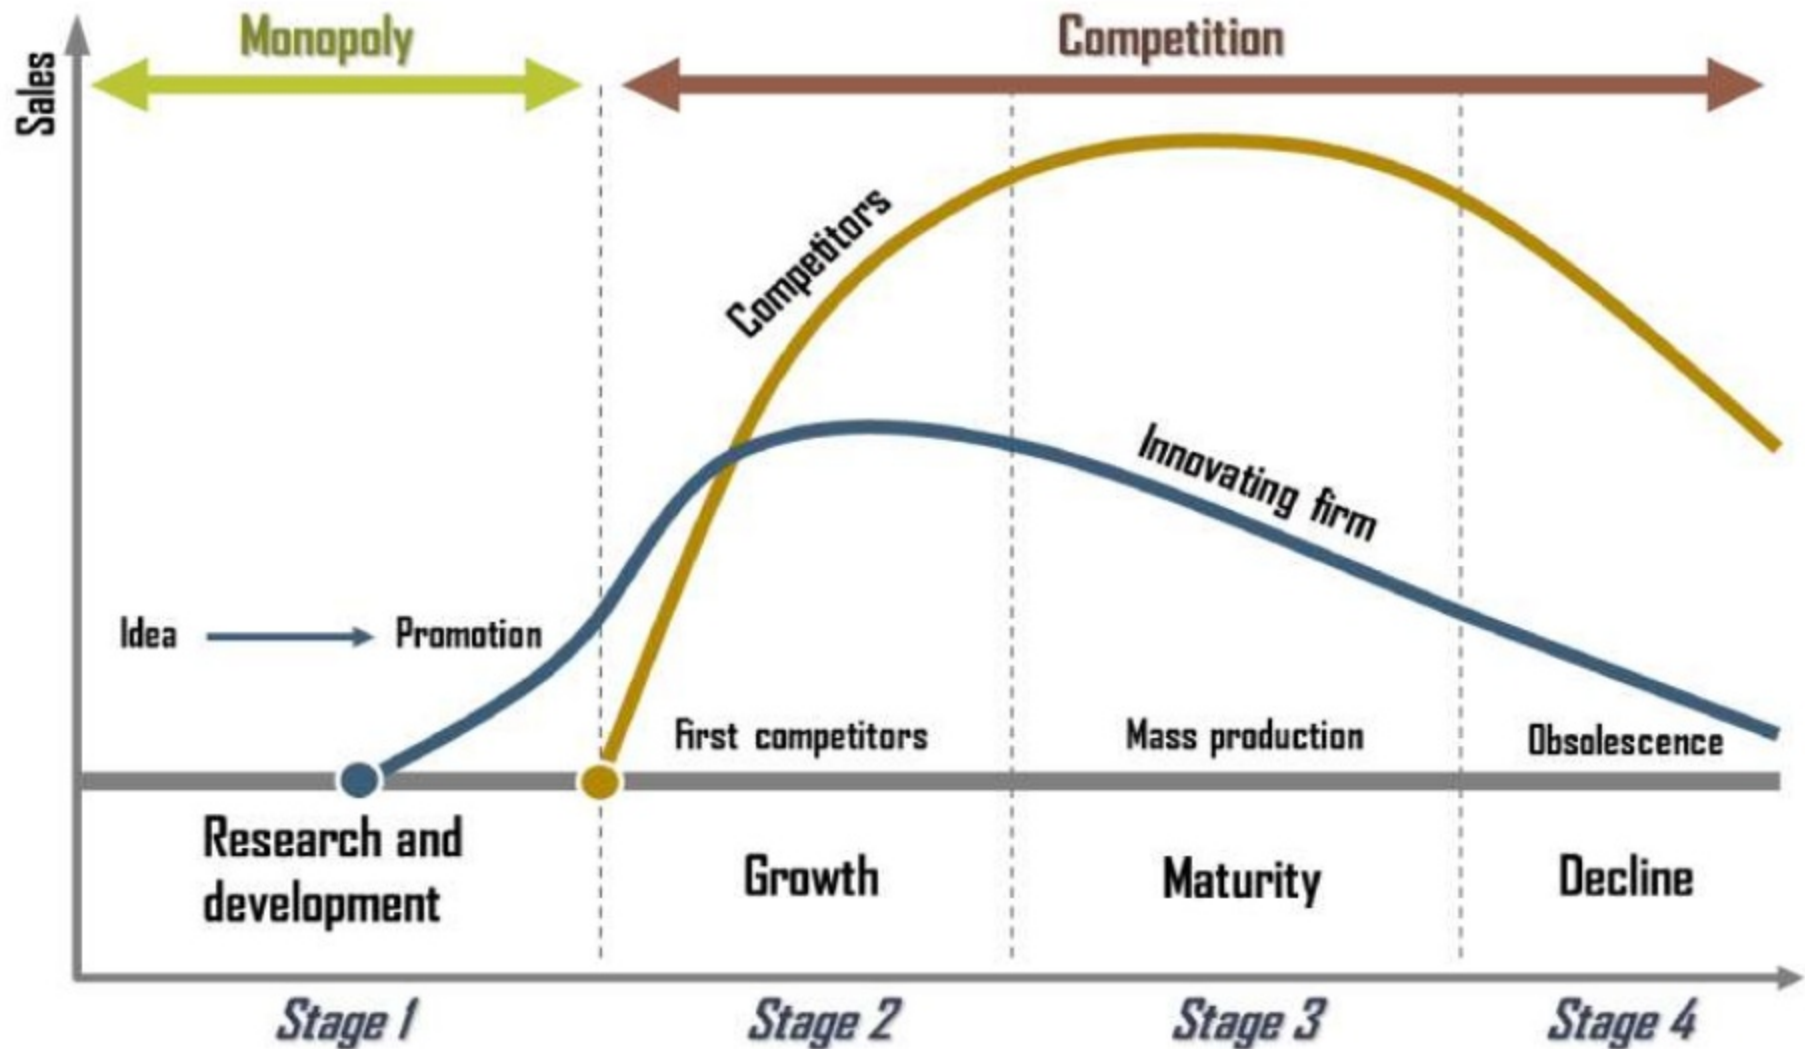 Monopoly
Competition
Sales
Competitors
Innovating firm
Idea
Promotion
First competitors
Mass production
Obsolescence
Research and
development
Growth
Maturity
Decline
Stage 1
Stage 2
Stage 3
Stage 4